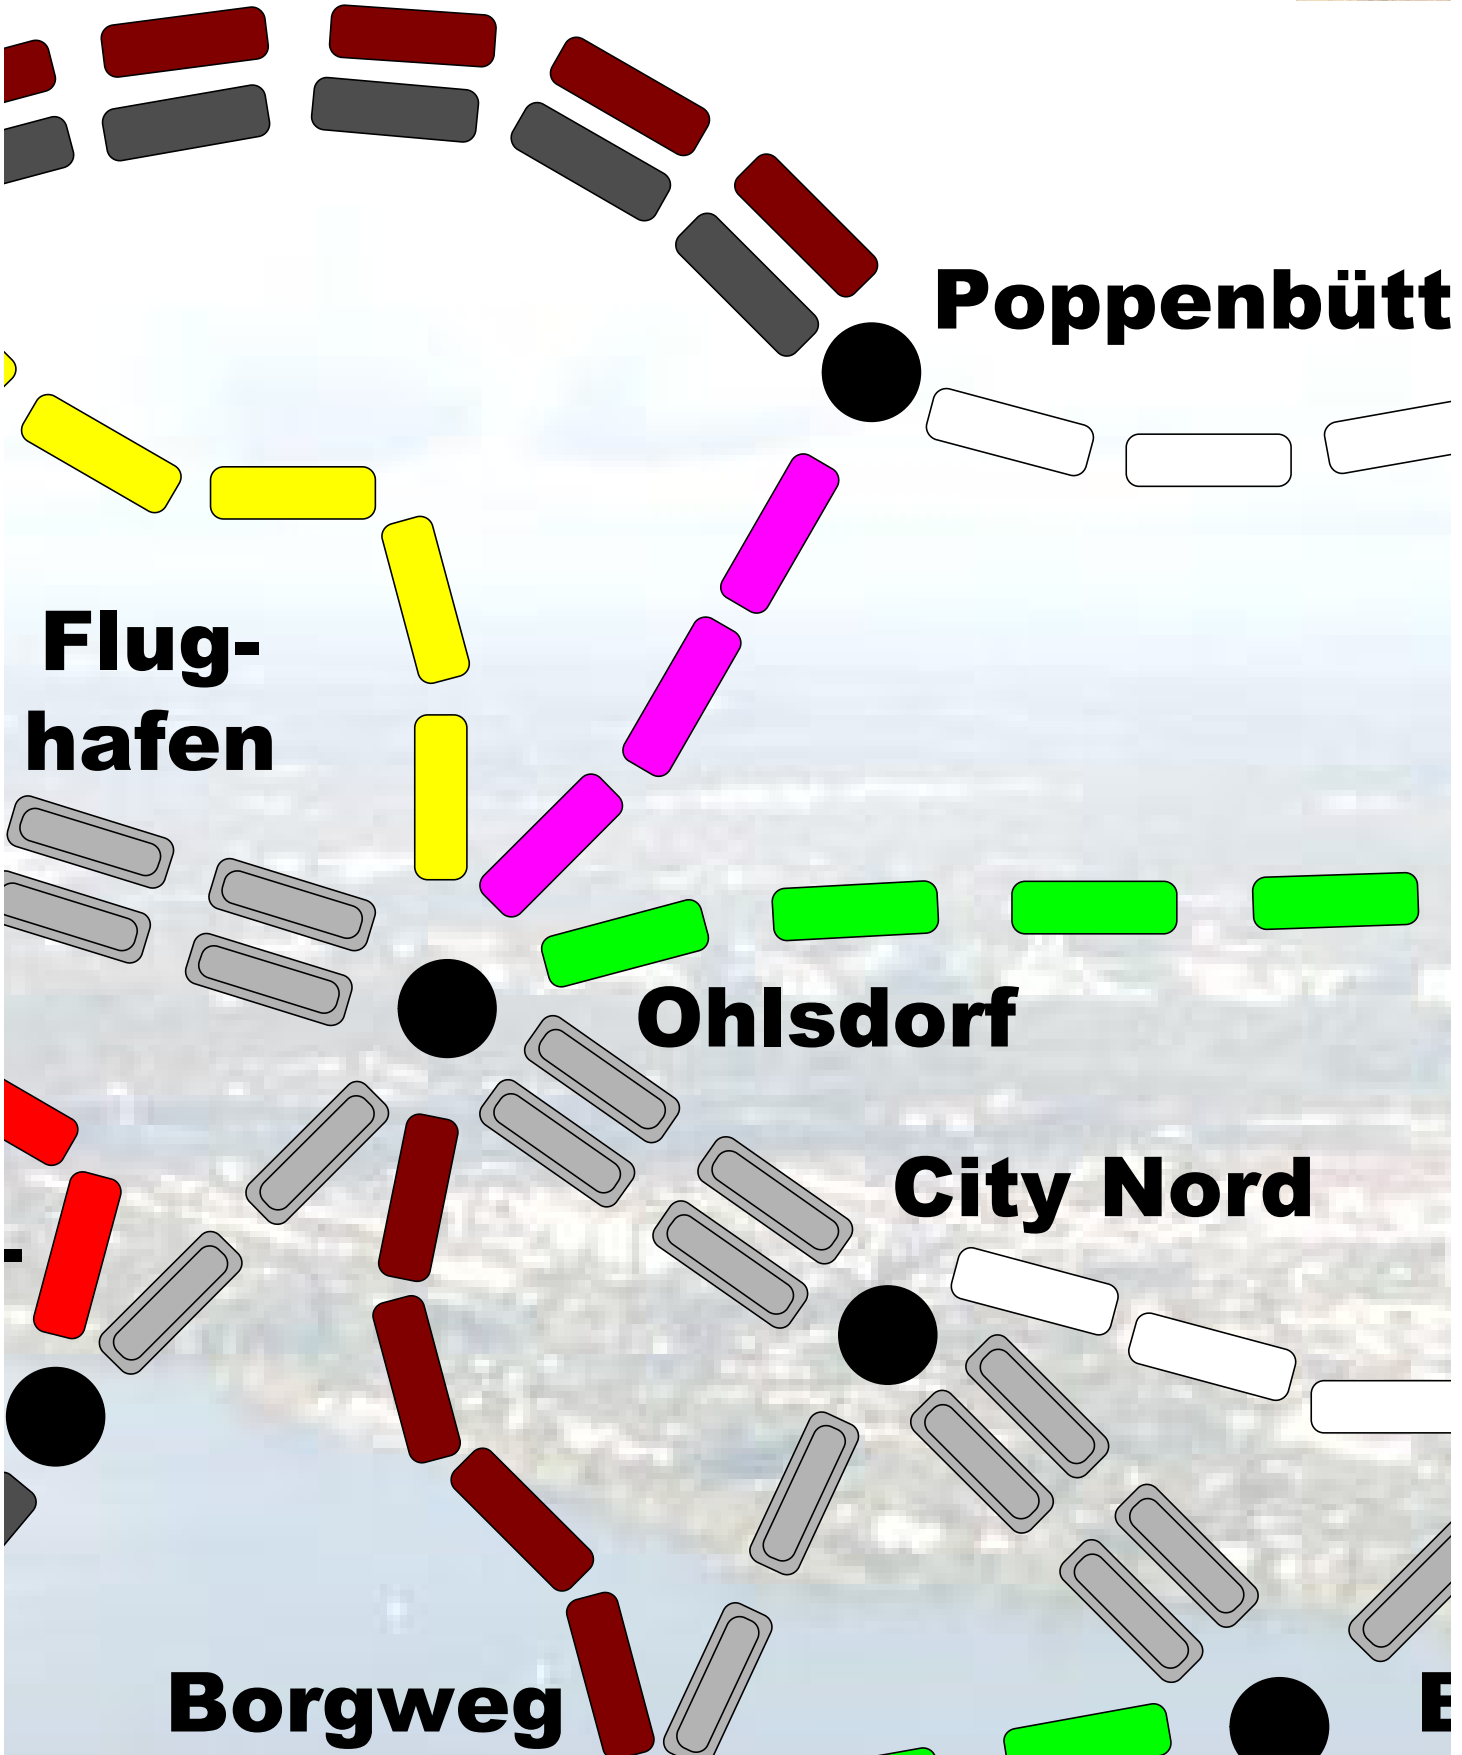 Poppenbütt
Flug-
hafen
Ohlsdorf
City Nord
-
Borgweg